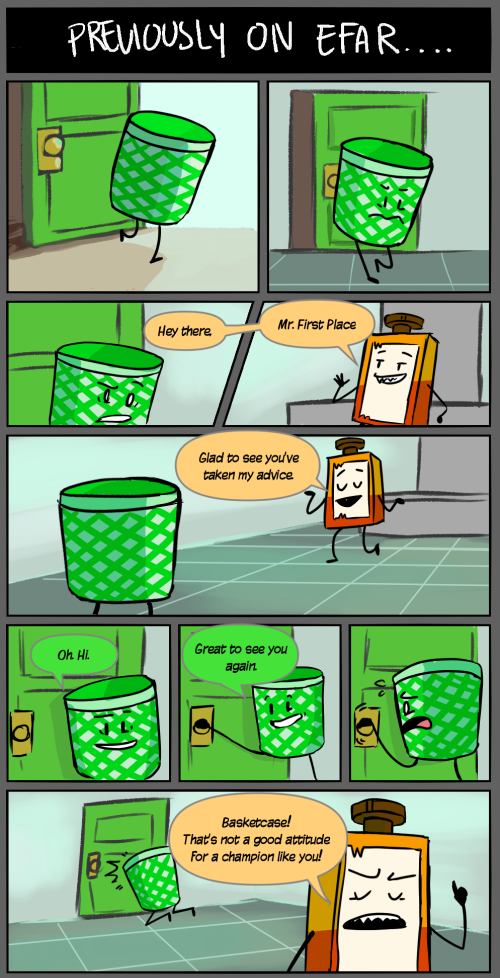 PREVIOUSLY ON EFAR....
Hey there,
Mr. First Place
Glad to see you've
taken my advice.
Oh. Hi.
Great to see you
again.
Basketcase!
That's not a good attitude
For a champion like you!